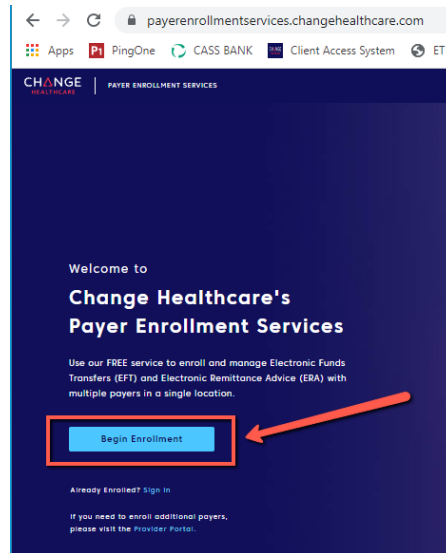 payerenrollmentservices.changehealthcare.com
Apps P1 PingOne CASS BANK Client Access System ET
CHANGE
HEALTHCARE
PAYER ENROLLMENT SERVICES
Welcome to
Change Healthcare's
Payer Enrollment Services
Use our FREE service to enroll and manage Electronic Funds
Transfers (EFT) and Electronic Remittance Advice (ERA) with
multiple payers in a single location.
Begin Enrollment
Already Enrolled? Sign In
If you need to enroll additional payers,
please visit the Provider Portal.